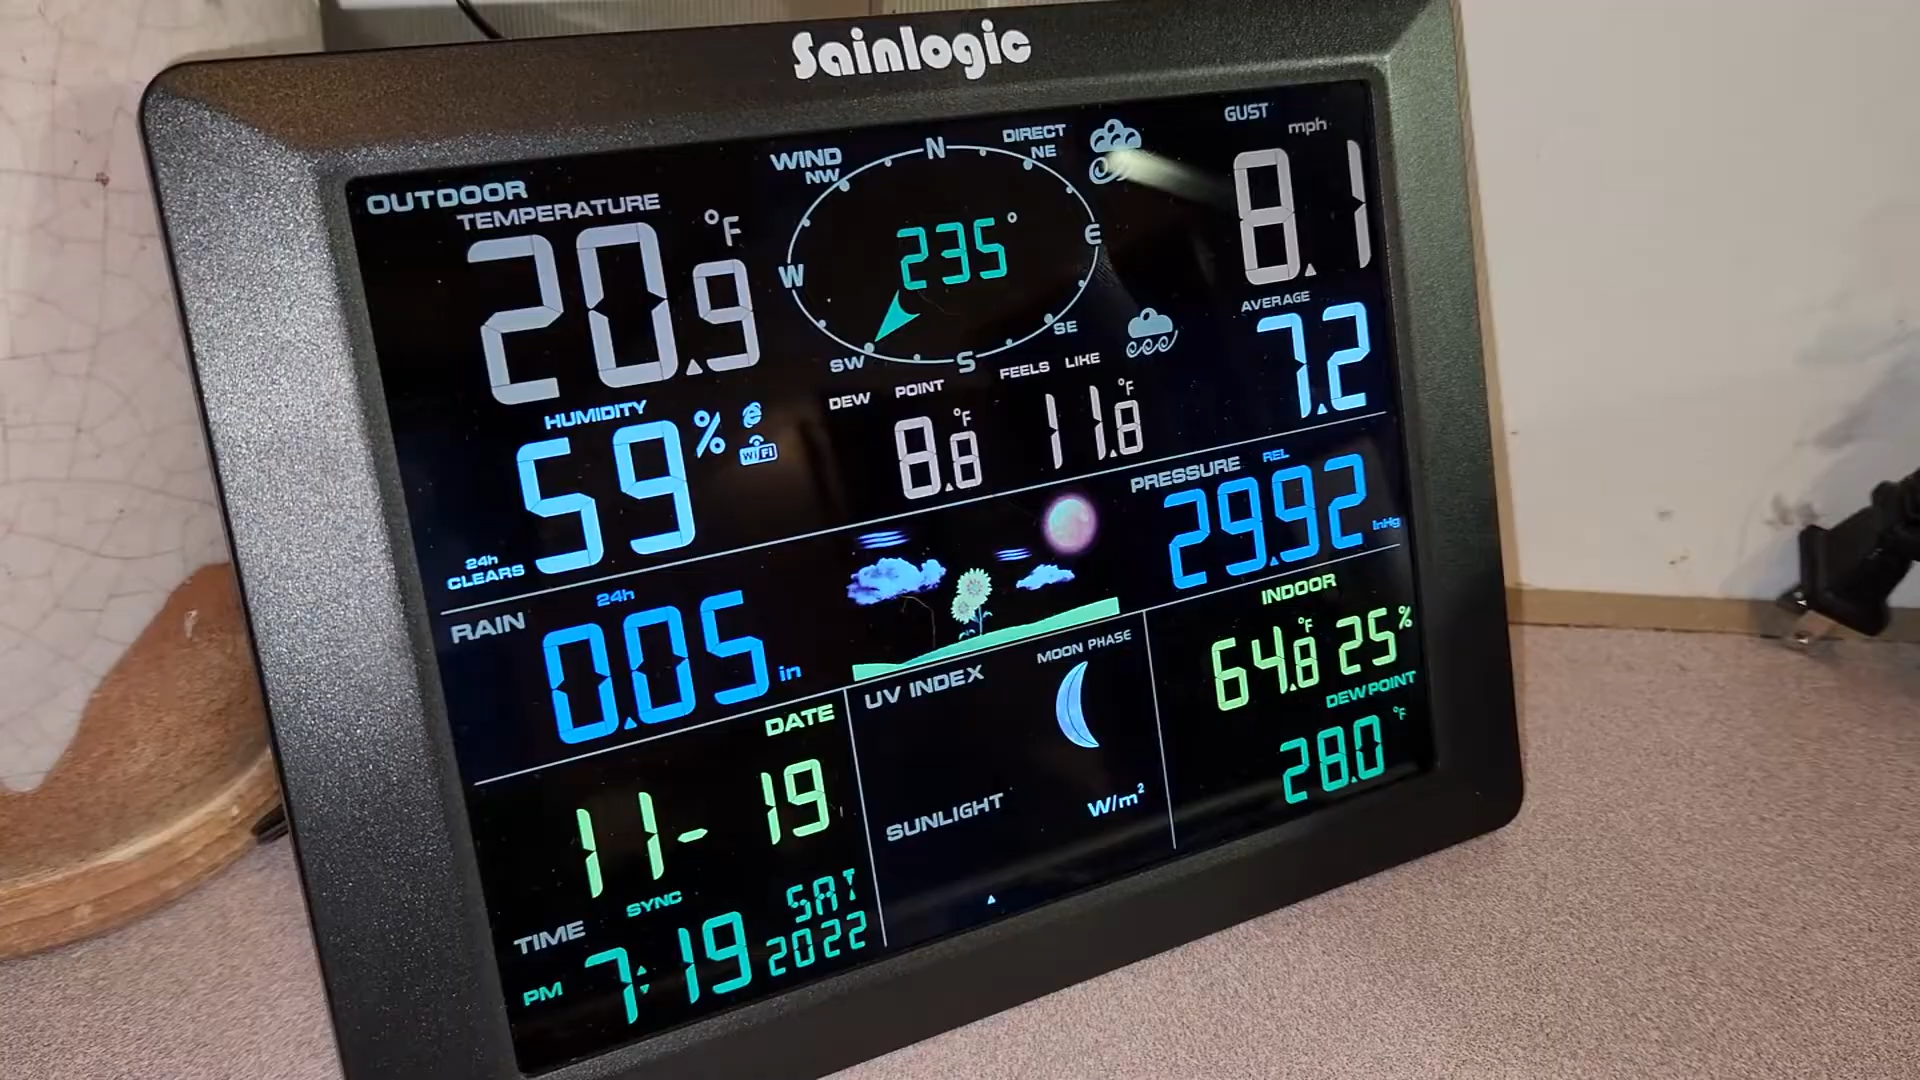 Sainlogic
OUTDOOR
TEMPERATURE
20.9 °F
WIND
DIRECT
N
NE
E
SE
S
SW
W
NW
235°
GUST
mph
8.1
AVERAGE
7.2
HUMIDITY
59 %
WiFi
DEW POINT
8.8 °F
FEELS LIKE
11.8 °F
24h
CLEARS
RAIN
24h
0.05 in
PRESSURE REL
29.92 inHg
INDOOR
64.8 °F 25%
DEWPOINT
28.0 °F
DATE
11-19
UV INDEX
MOON PHASE
SUNLIGHT
W/m²
TIME
SYNC
SAT
PM 7:19 2022